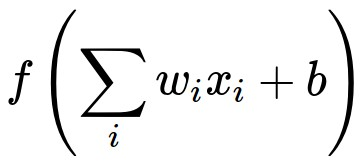 f(∑_i w_i x_i + b)